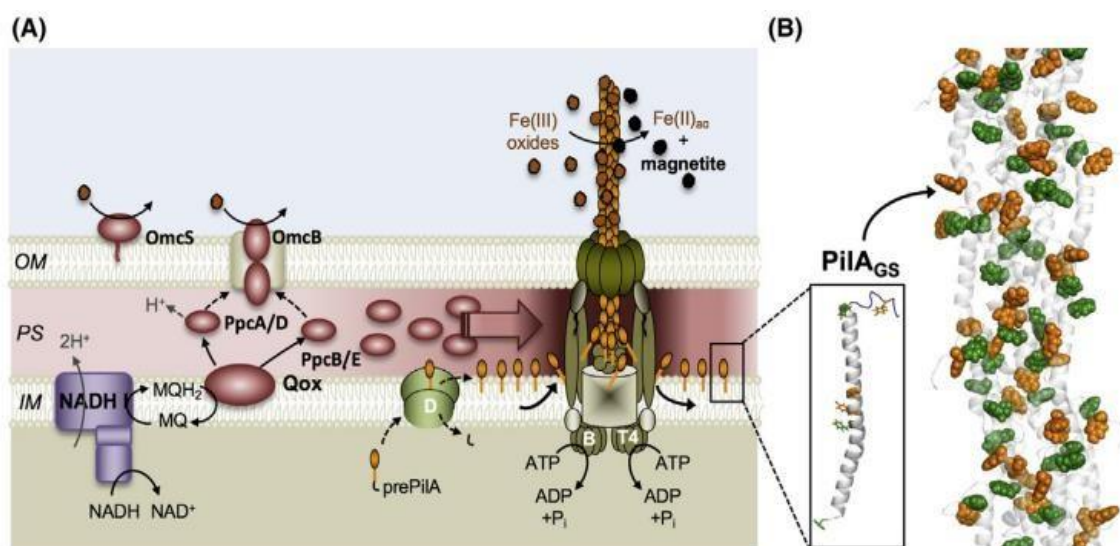 (A)
(B)
Fe(III)
oxides
Fe(II)aq
+
magnetite
OmcS
OmcB
OM
H+
PpcA/D
PS
PpcB/E
2H+
Qox
IM
NADH I
MQH2
MQ
D
prePilA
NADH
NAD+
B
T4
ATP
ADP
+Pi
ATP
ADP
+Pi
PilAGS